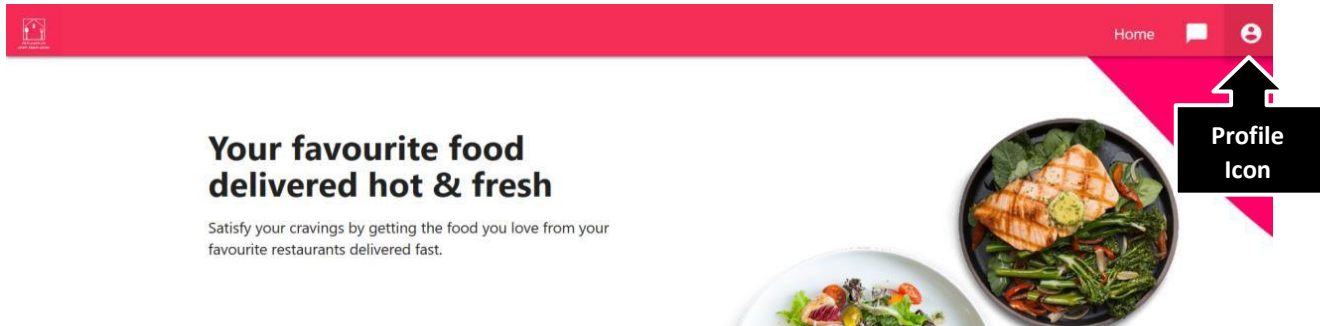 Home
Your favourite food
delivered hot & fresh
Satisfy your cravings by getting the food you love from your
favourite restaurants delivered fast.
Profile
Icon